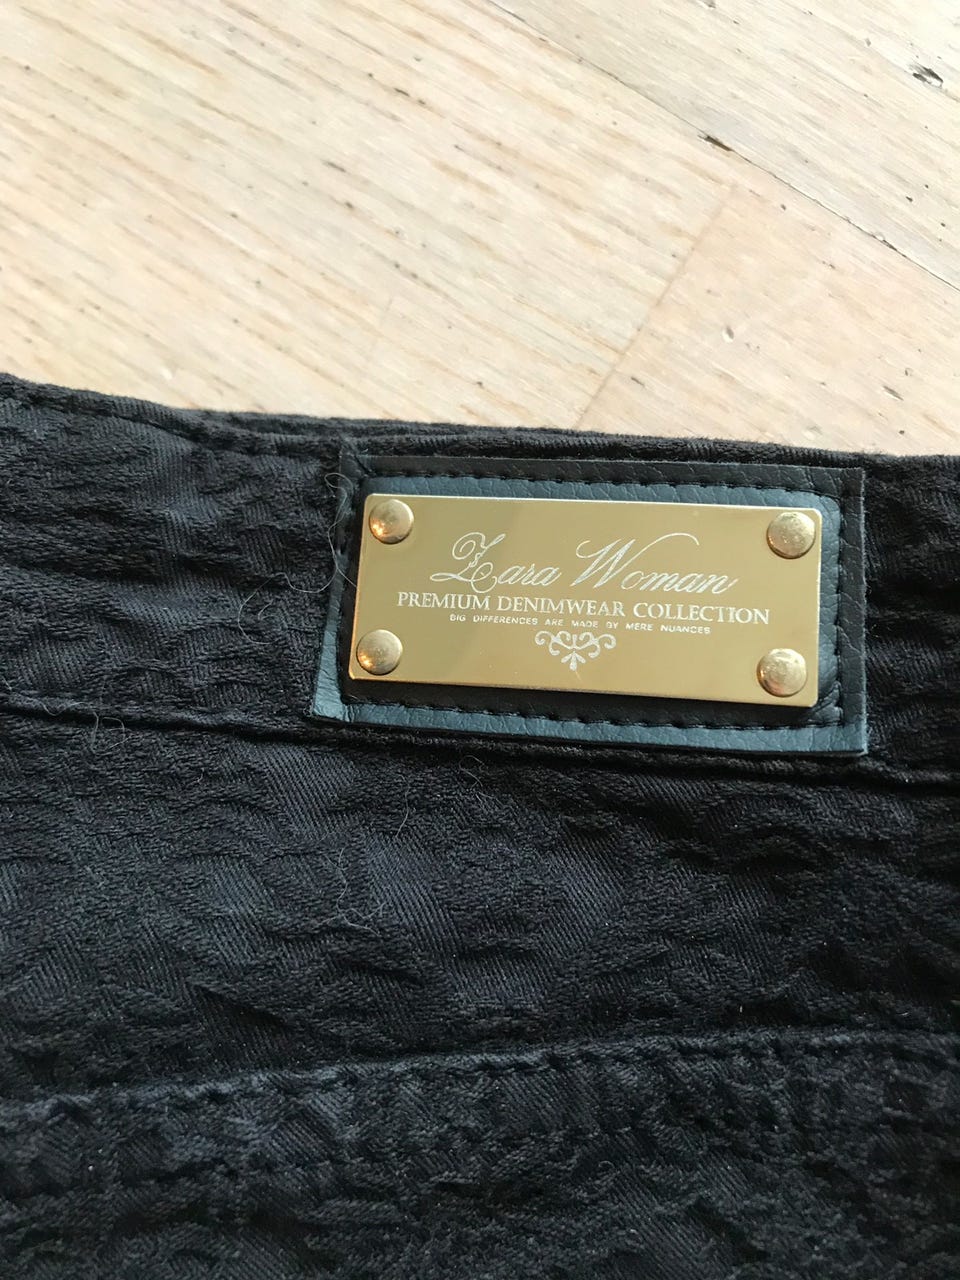 Zara Woman
PREMIUM DENIMWEAR COLLECTION
BIG DIFFERENCES ARE MADE BY MERE NUANCES